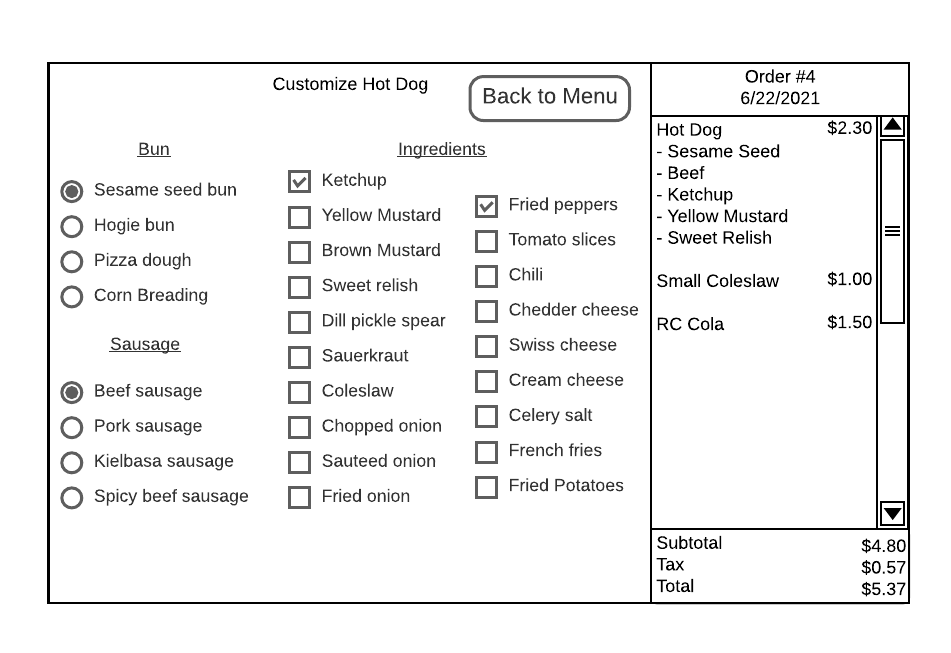 Customize Hot Dog
Back to Menu
Bun
Sesame seed bun
Hogie bun
Pizza dough
Corn Breading
Sausage
Beef sausage
Pork sausage
Kielbasa sausage
Spicy beef sausage
Ingredients
Ketchup
Yellow Mustard
Brown Mustard
Sweet relish
Dill pickle spear
Sauerkraut
Coleslaw
Chopped onion
Sauteed onion
Fried onion
Fried peppers
Tomato slices
Chili
Chedder cheese
Swiss cheese
Cream cheese
Celery salt
French fries
Fried Potatoes
Order #4
6/22/2021
Hot Dog $2.30
- Sesame Seed
- Beef
- Ketchup
- Yellow Mustard
- Sweet Relish
Small Coleslaw $1.00
RC Cola $1.50
Subtotal $4.80
Tax $0.57
Total $5.37